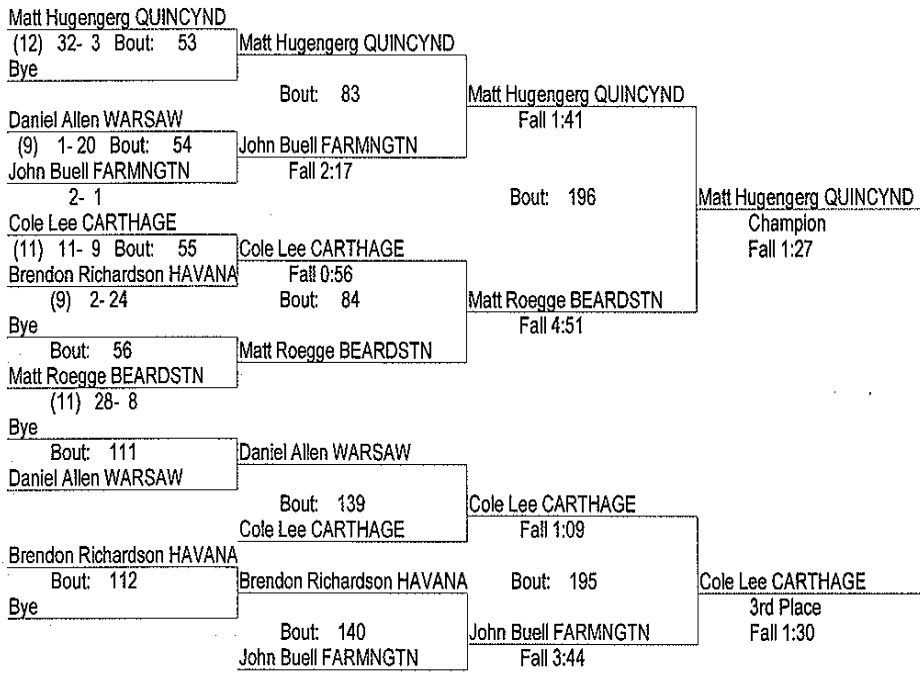 Matt Hugengerg QUINCYND
(12) 32- 3 Bout: 53
Matt Hugengerg QUINCYND
Bye
Bout: 83
Matt Hugengerg QUINCYND
Daniel Allen WARSAW
Fall 1:41
(9) 1- 20 Bout: 54
John Buell FARMNGTN
John Buell FARMNGTN
Fall 2:17
2- 1
Bout: 196
Matt Hugengerg QUINCYND
Cole Lee CARTHAGE
Champion
(11) 11- 9 Bout: 55
Cole Lee CARTHAGE
Fall 1:27
Brendon Richardson HAVANA
Fall 0:56
(9) 2- 24
Bout: 84
Matt Roegge BEARDSTN
Bye
Fall 4:51
Bout: 56
Matt Roegge BEARDSTN
Matt Roegge BEARDSTN
(11) 28- 8
Bye
Bout: 111
Daniel Allen WARSAW
Daniel Allen WARSAW
Bout: 139
Cole Lee CARTHAGE
Cole Lee CARTHAGE
Fall 1:09
Brendon Richardson HAVANA
Bout: 112
Brendon Richardson HAVANA
Bout: 195
Cole Lee CARTHAGE
Bye
3rd Place
Bout: 140
John Buell FARMNGTN
Fall 1:30
John Buell FARMNGTN
Fall 3:44